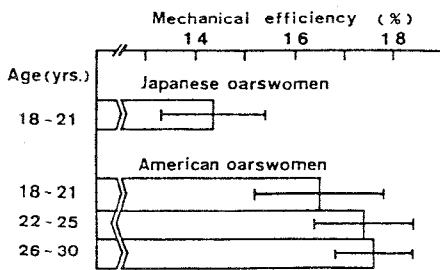 Mechanical efficiency (%)
14 16 18
Age(yrs.)
Japanese oarswomen
18~21
American oarswomen
18~21
22~25
26~30